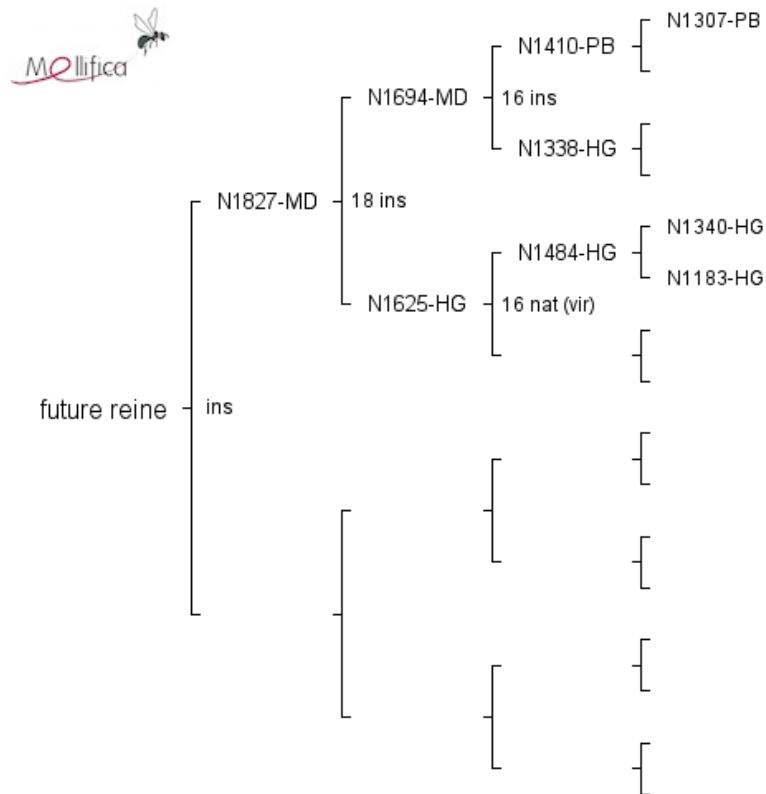 Mellifica
N1307-PB
N1410-PB
N1694-MD
16 ins
N1338-HG
N1827-MD
18 ins
N1340-HG
N1484-HG
N1183-HG
N1625-HG
16 nat (vir)
future reine
ins